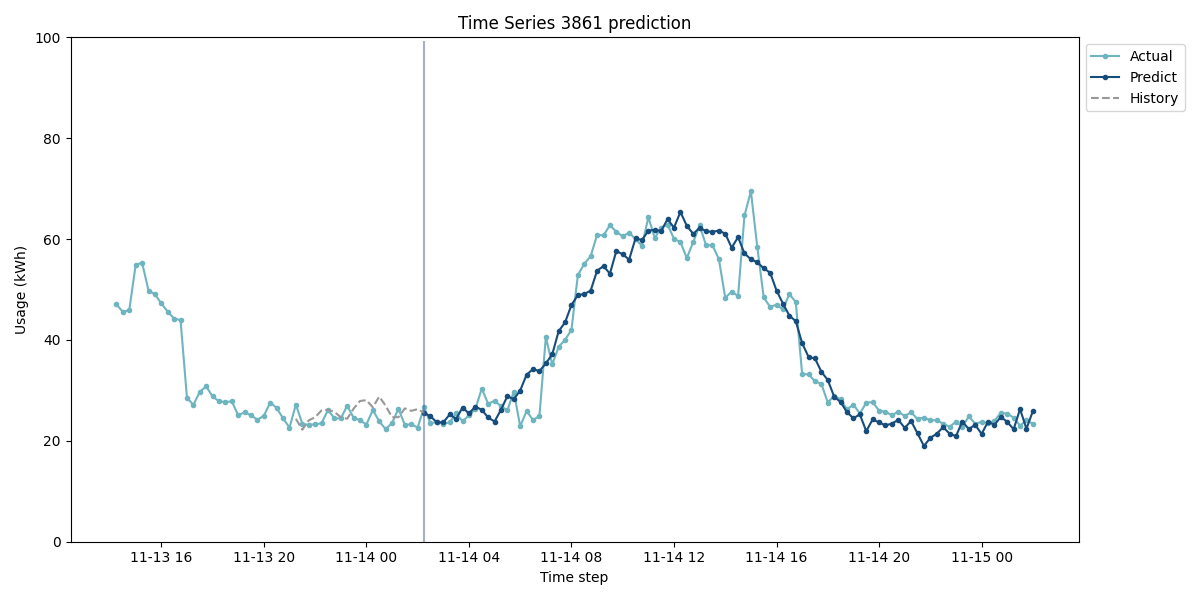 Time Series 3861 prediction
100
80
60
40
20
0
Usage (kWh)
11-13 16
11-13 20
11-14 00
11-14 04
11-14 08
11-14 12
11-14 16
11-14 20
11-15 00
Time step
Actual
Predict
History